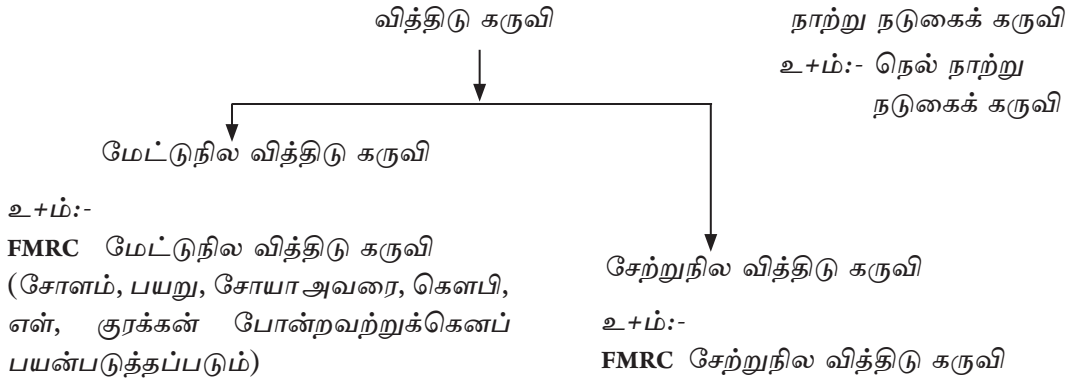 வித்திடு கருவி
நாற்று நடுகைக் கருவி
உ+ம்:- நெல் நாற்று
நடுகைக் கருவி
மேட்டுநில வித்திடு கருவி
உ+ம்:-
FMRC மேட்டுநில வித்திடு கருவி
(சோளம், பயறு, சோயா அவரை, கௌபி,
எள், குரக்கன் போன்றவற்றுக்கெனப்
பயன்படுத்தப்படும்)
சேற்றுநில வித்திடு கருவி
உ+ம்:-
FMRC சேற்றுநில வித்திடு கருவி